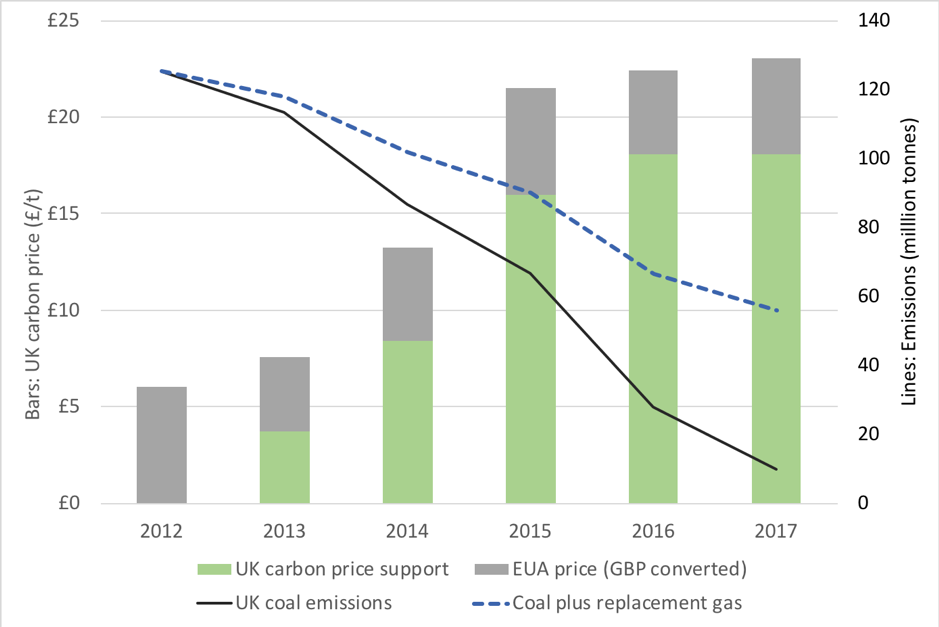 £25
£20
£15
£10
£5
£0
Bars: UK carbon price (£/t)
140
120
100
80
60
40
20
0
Lines: Emissions (milllion tonnes)
2012 2013 2014 2015 2016 2017
UK carbon price support EUA price (GBP converted)
UK coal emissions Coal plus replacement gas